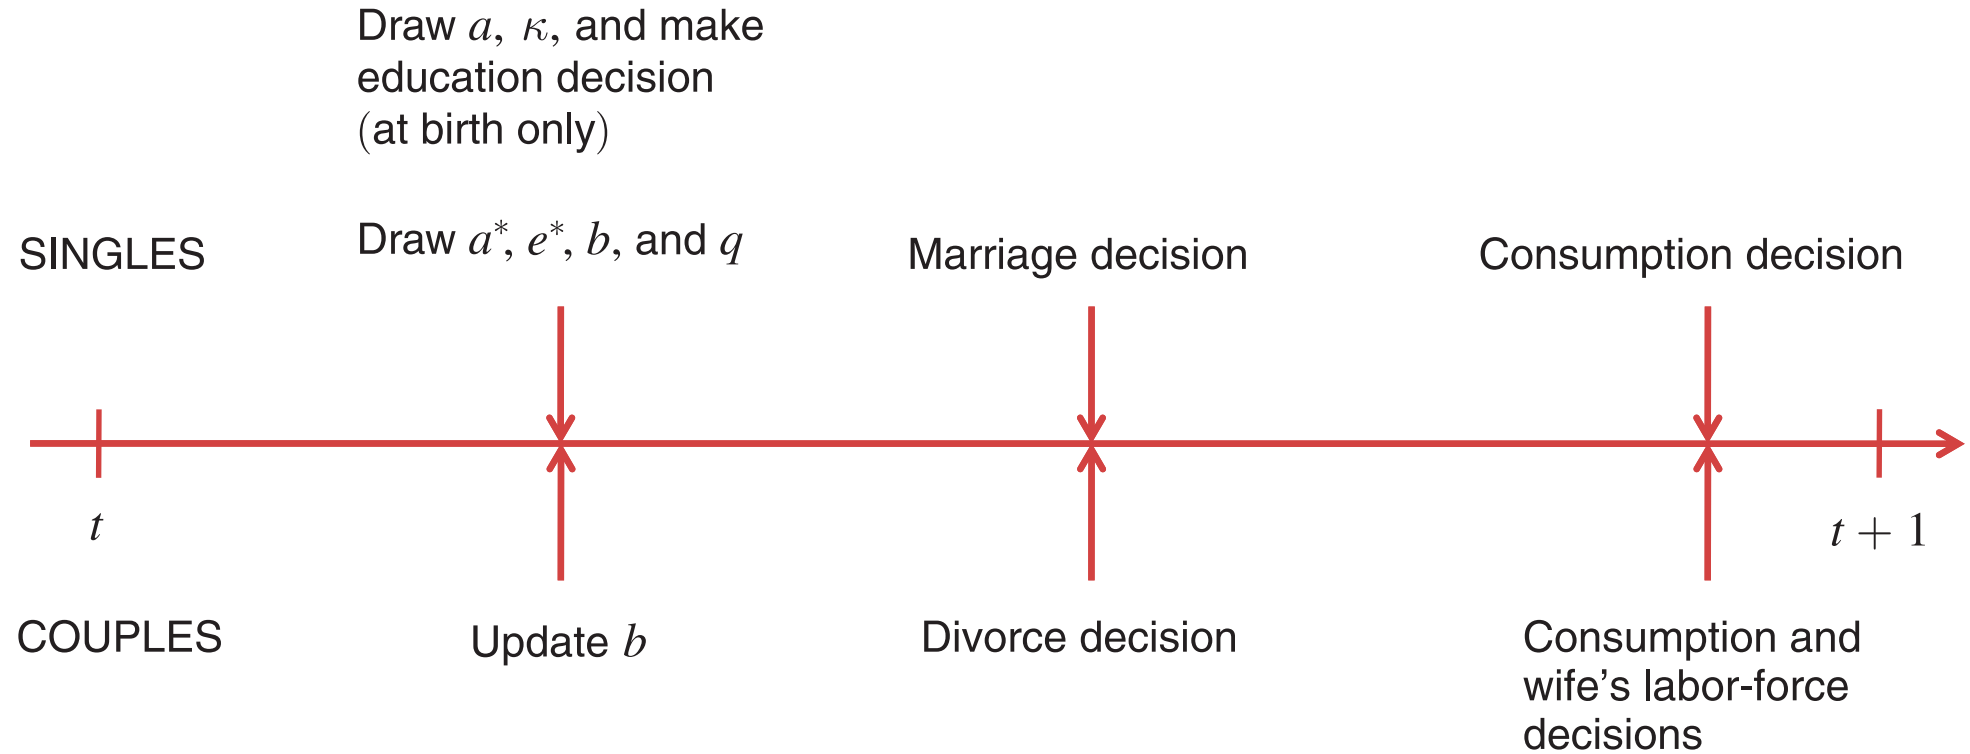 Draw a, κ, and make
education decision
(at birth only)
SINGLES
Draw a*, e*, b, and q
Marriage decision
Consumption decision
t
t + 1
COUPLES
Update b
Divorce decision
Consumption and
wife's labor-force
decisions